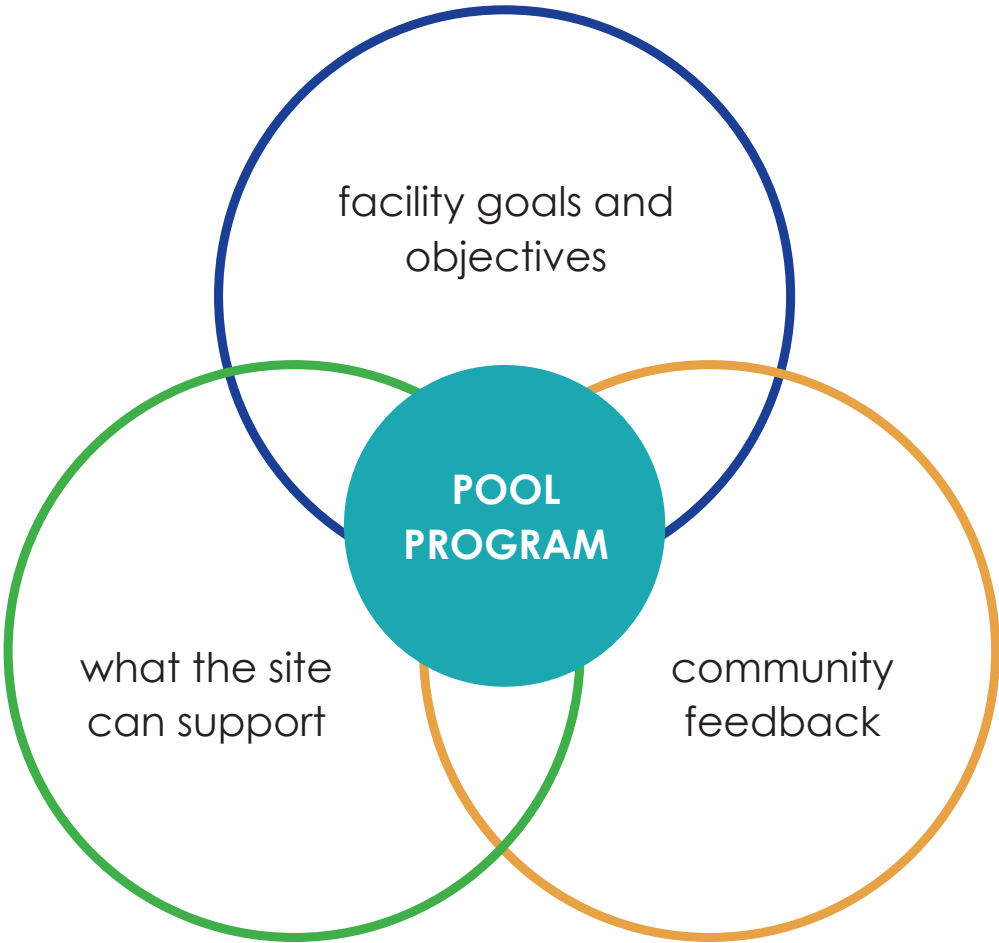 facility goals and
objectives
POOL
PROGRAM
what the site
can support
community
feedback